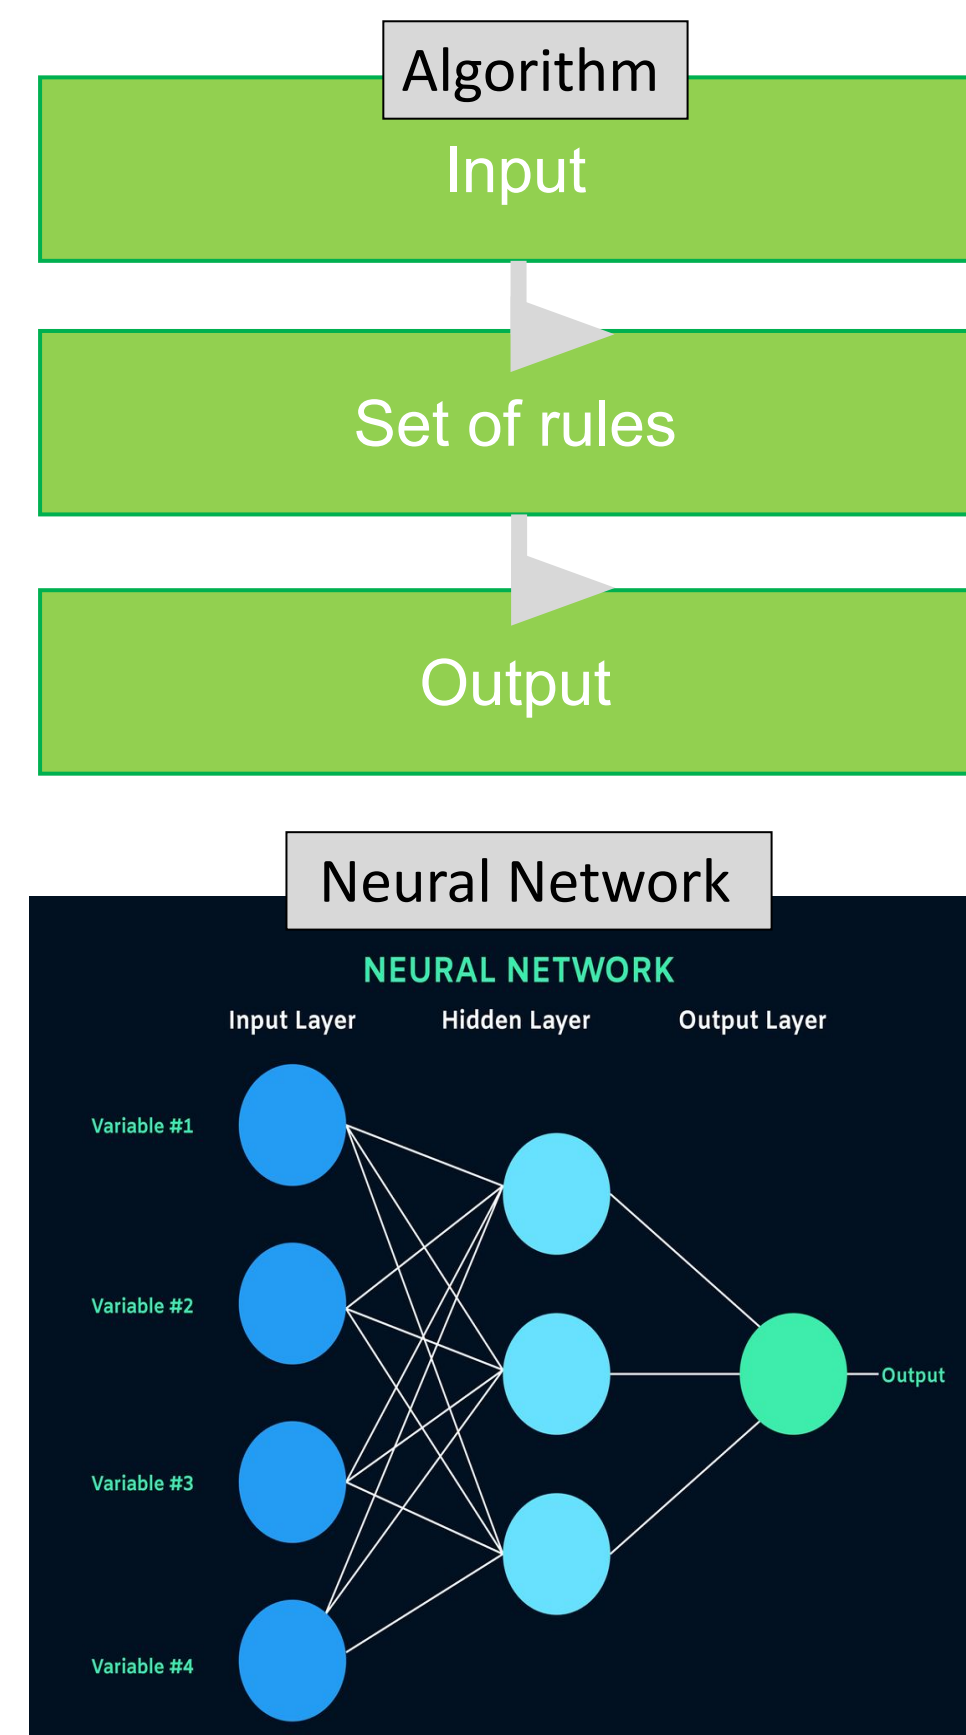 Algorithm
Input
Set of rules
Output
Neural Network
NEURAL NETWORK
Input Layer Hidden Layer Output Layer
Variable #1
Variable #2
Output
Variable #3
Variable #4